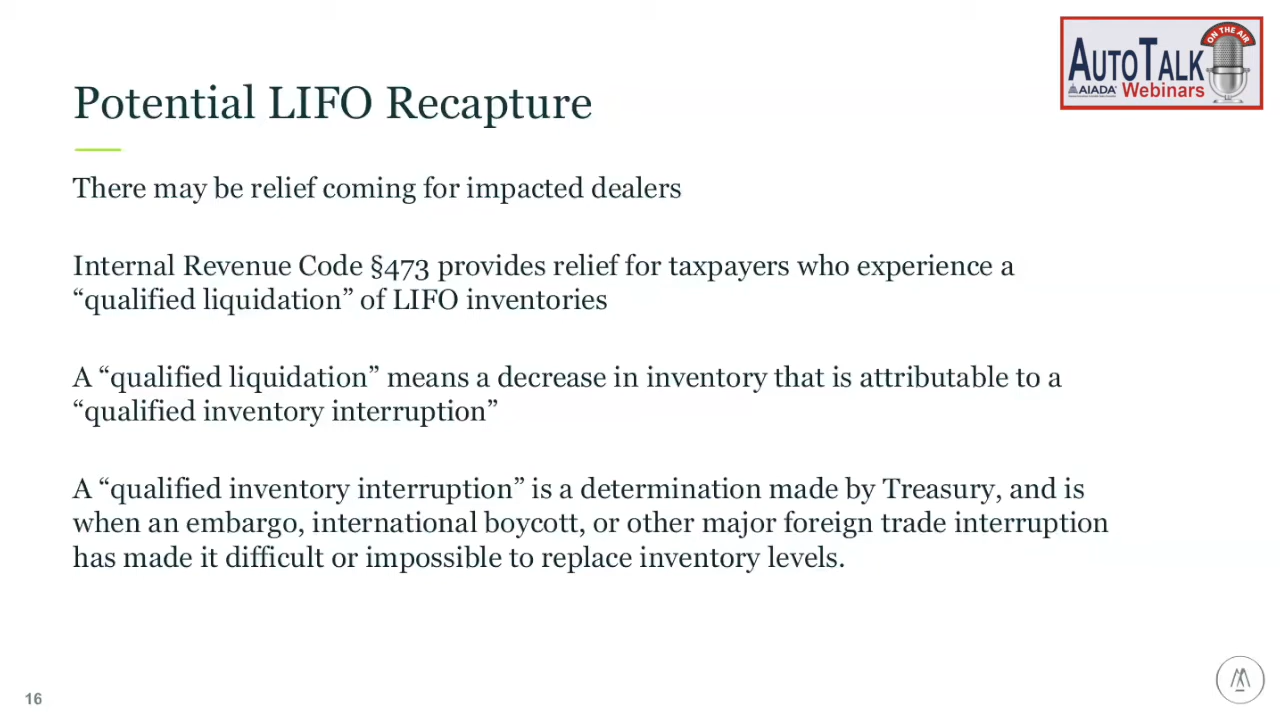 ON THE AIR
AUTOTALK
AIADA Webinars
Potential LIFO Recapture
There may be relief coming for impacted dealers
Internal Revenue Code §473 provides relief for taxpayers who experience a
“qualified liquidation” of LIFO inventories
A “qualified liquidation” means a decrease in inventory that is attributable to a
“qualified inventory interruption”
A “qualified inventory interruption” is a determination made by Treasury, and is
when an embargo, international boycott, or other major foreign trade interruption
has made it difficult or impossible to replace inventory levels.
16